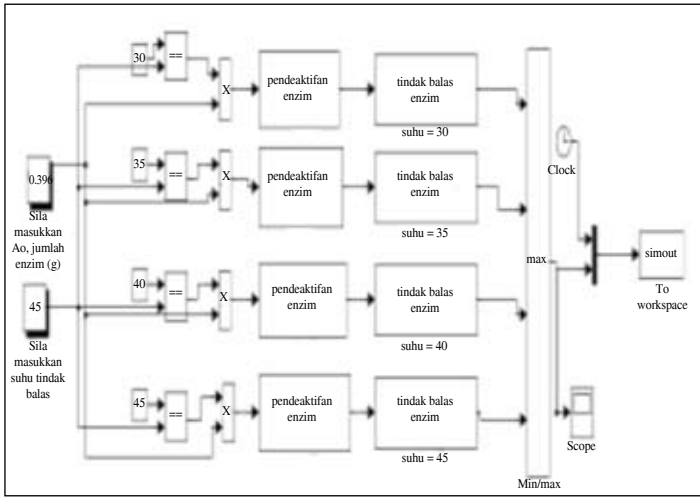 30
==
X
pendeaktifan
enzim
tindak balas
enzim
suhu = 30
0.396
Sila
masukkan
Ao, jumlah
enzim (g)
35
==
X
pendeaktifan
enzim
tindak balas
enzim
suhu = 35
45
Sila
masukkan
suhu tindak
balas
40
==
X
pendeaktifan
enzim
tindak balas
enzim
suhu = 40
45
==
X
pendeaktifan
enzim
tindak balas
enzim
suhu = 45
max
Min/max
Clock
simout
To
workspace
Scope